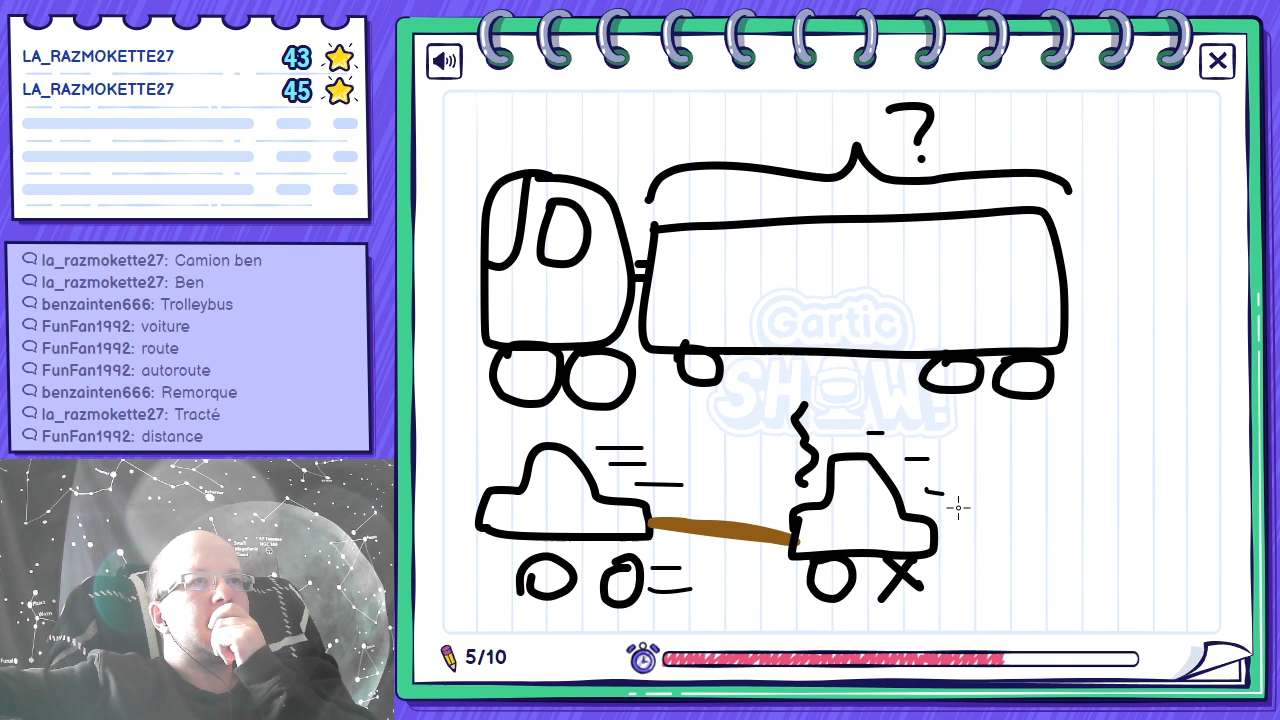 LA_RAZMOKETTE27 43
LA_RAZMOKETTE27 45
la_razmokette27: Camion ben
la_razmokette27: Ben
benzainten666: Trolleybus
FunFan1992: voiture
FunFan1992: route
FunFan1992: autoroute
benzainten666: Remorque
la_razmokette27: Tracté
FunFan1992: distance
?
Gartic
SHOW!
5/10